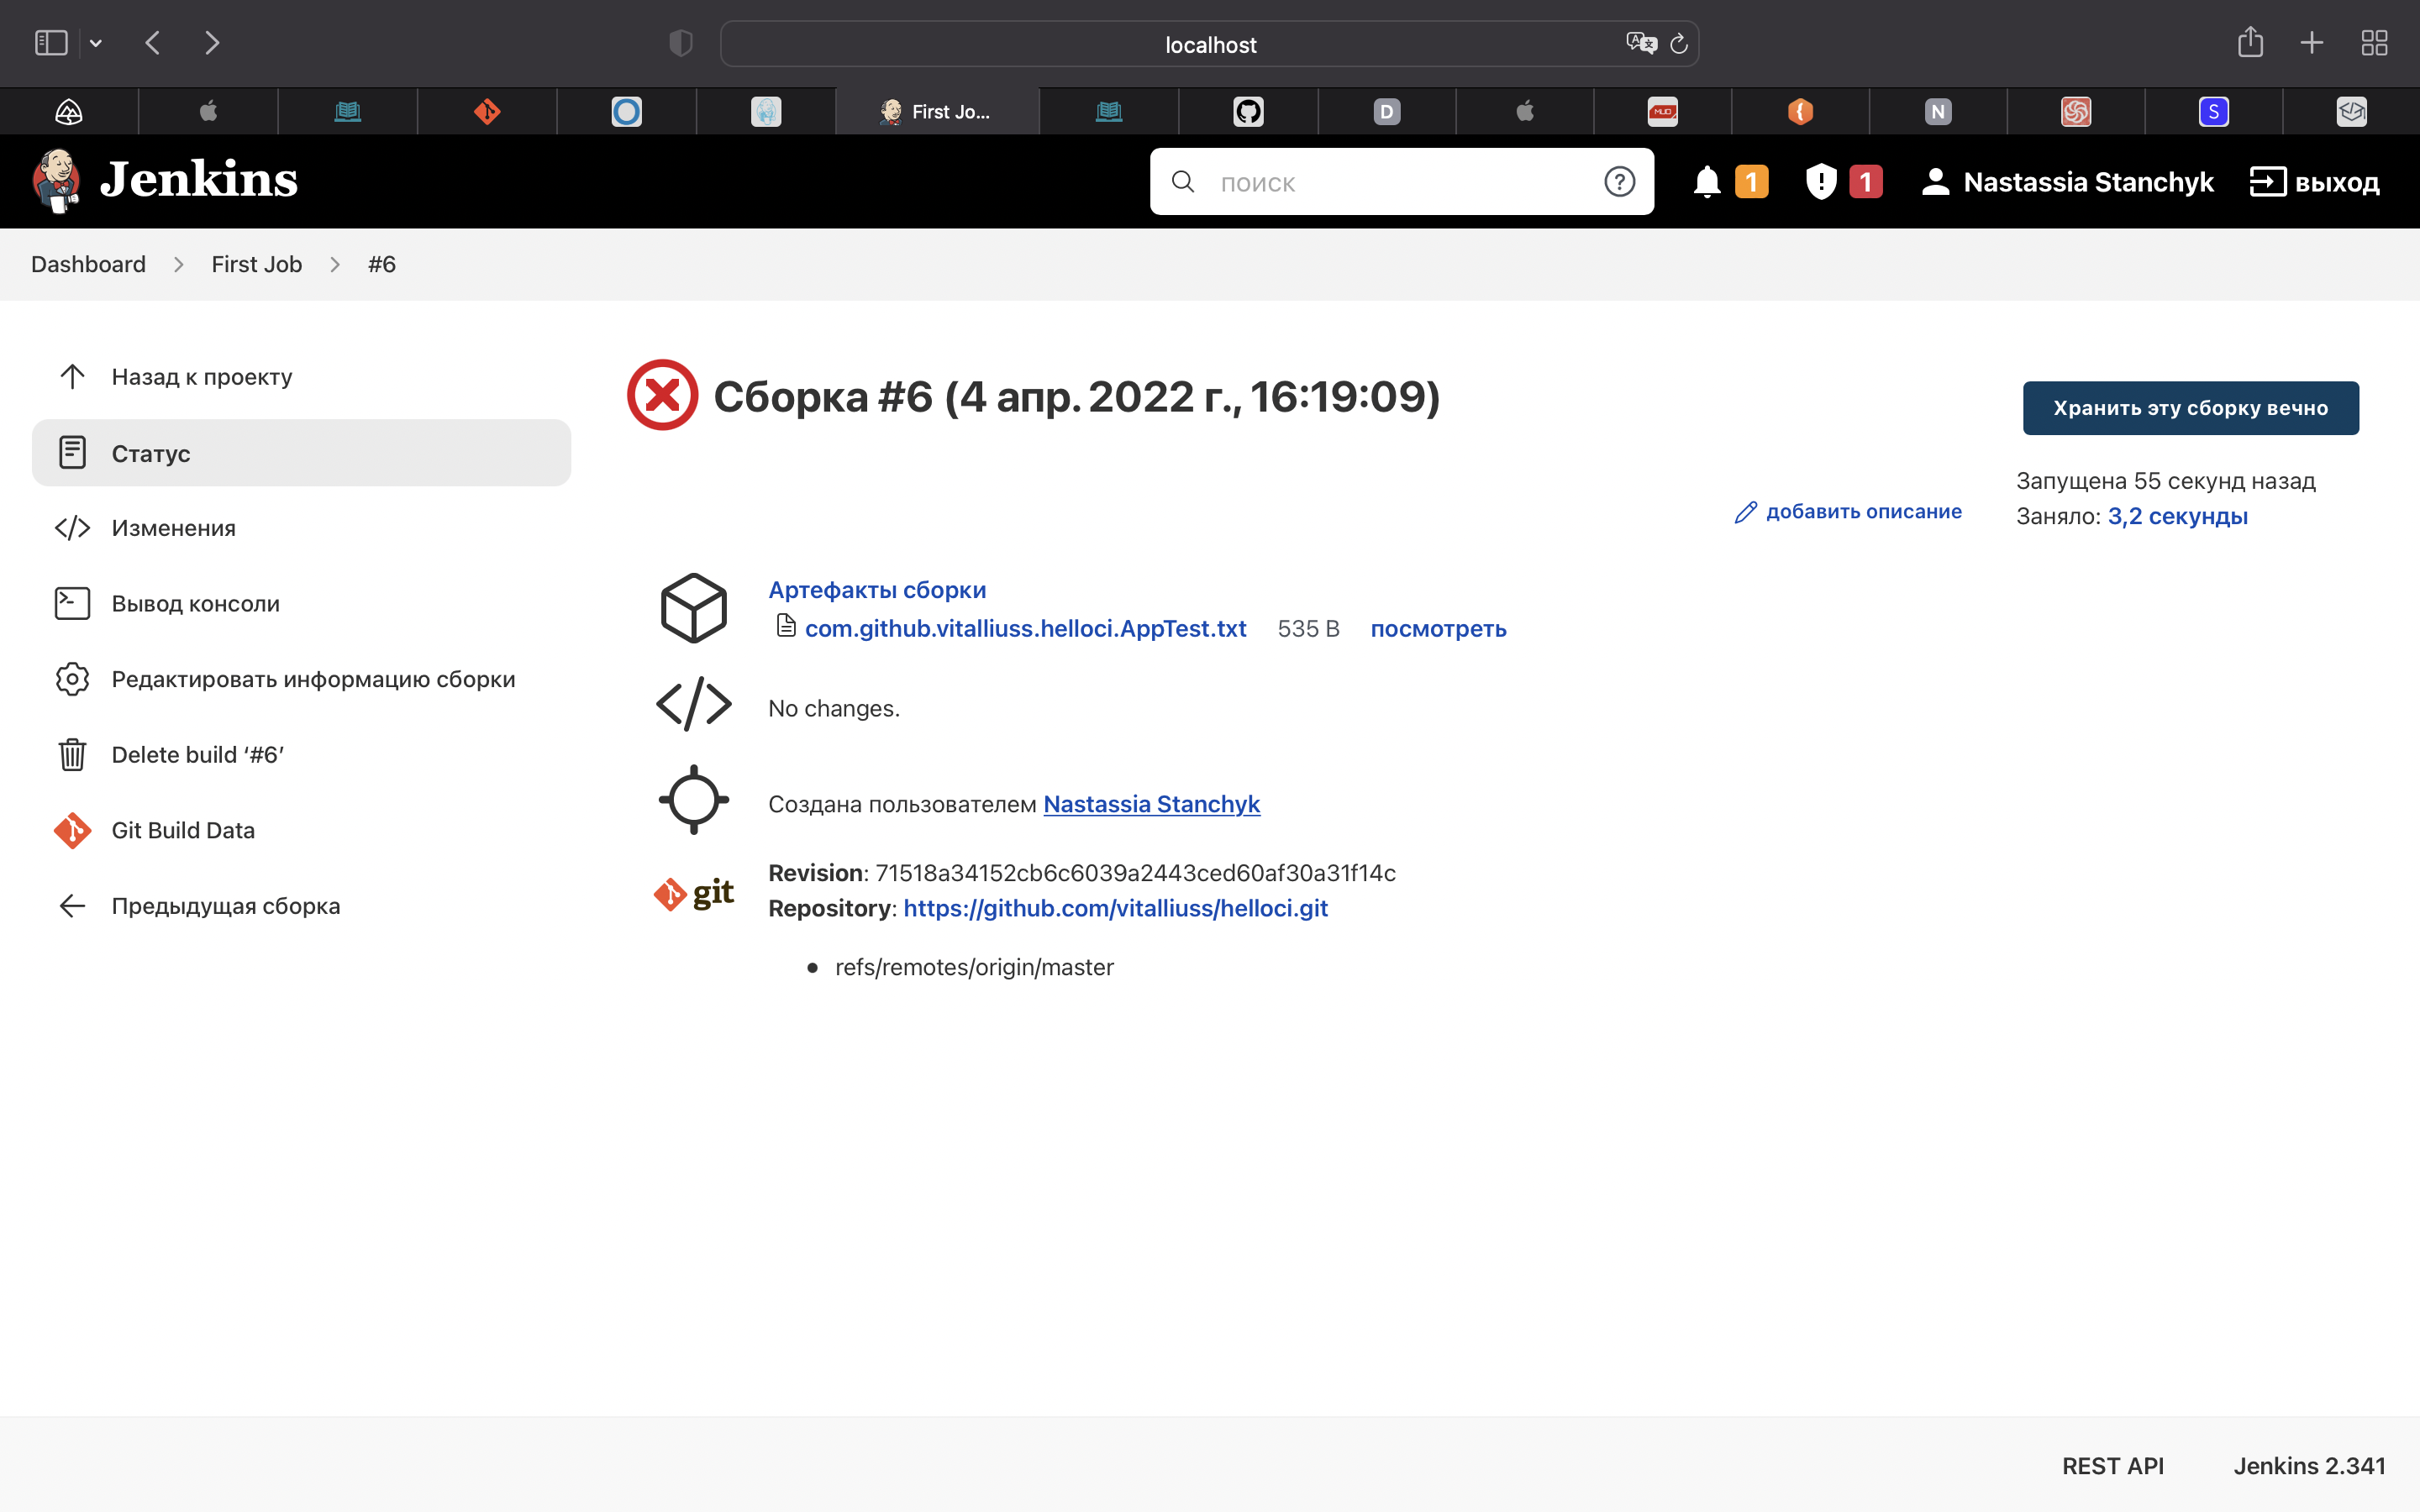 localhost
First Jo...
D
MUO
N
S
Jenkins
поиск
1
1
Nastassia Stanchyk
выход
Dashboard
First Job
#6
Назад к проекту
Статус
Изменения
Вывод консоли
Редактировать информацию сборки
Delete build ‘#6’
Git Build Data
Предыдущая сборка
Сборка #6 (4 апр. 2022 г., 16:19:09)
Хранить эту сборку вечно
добавить описание
Запущена 55 секунд назад
Заняло: 3,2 секунды
Артефакты сборки
com.github.vitalliuss.helloci.AppTest.txt 535 B посмотреть
No changes.
Создана пользователем Nastassia Stanchyk
git
Revision: 71518a34152cb6c6039a2443ced60af30a31f14c
Repository: https://github.com/vitalliuss/helloci.git
refs/remotes/origin/master
REST API
Jenkins 2.341